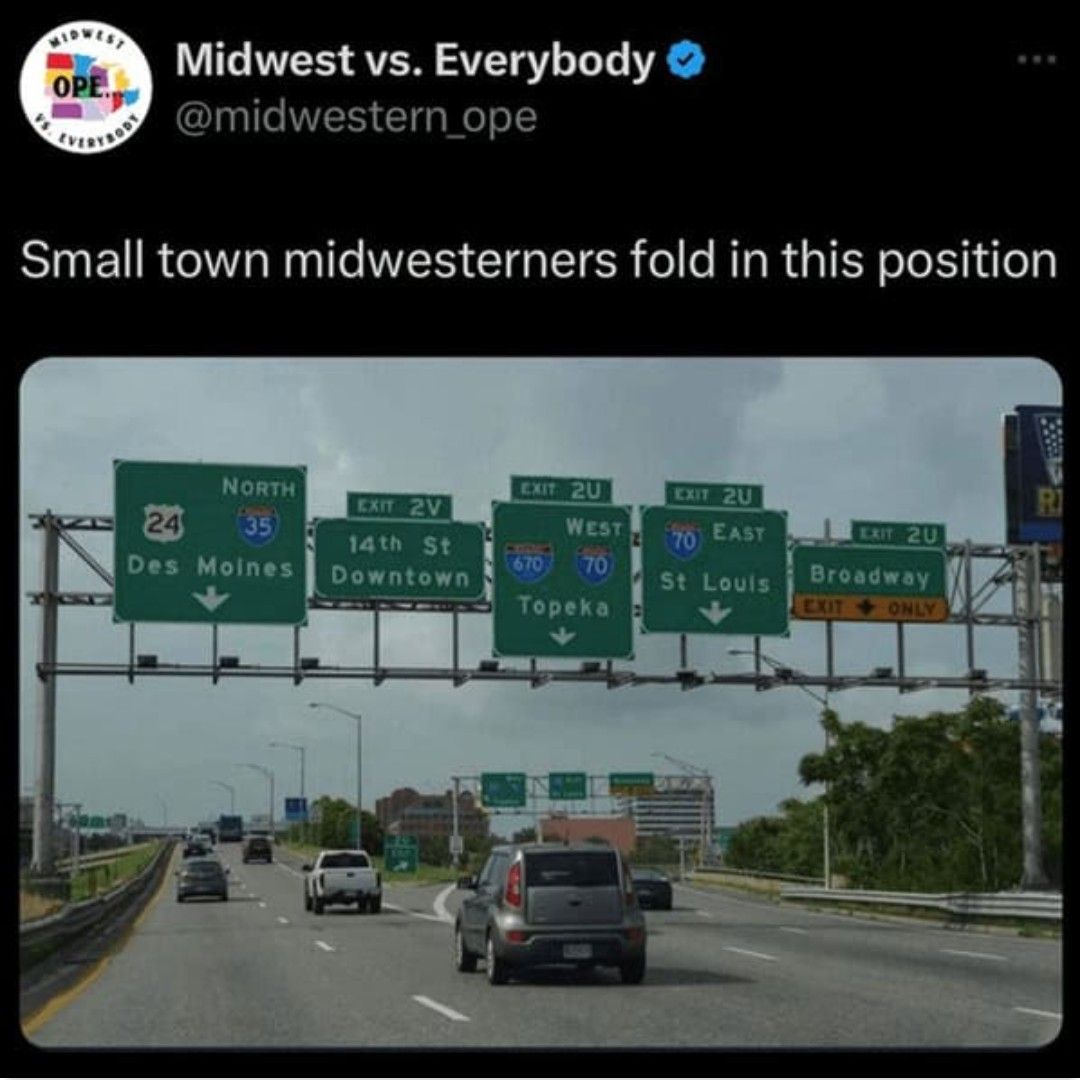 MIDWEST
OPE...
VS. EVERYBODY
Midwest vs. Everybody
@midwestern_ope
Small town midwesterners fold in this position
NORTH
24
35
Des Moines
EXIT 2V
14th St
Downtown
EXIT 2U
WEST
670
70
Topeka
EXIT 2U
70
EAST
St Louis
EXIT 2U
Broadway
EXIT ONLY